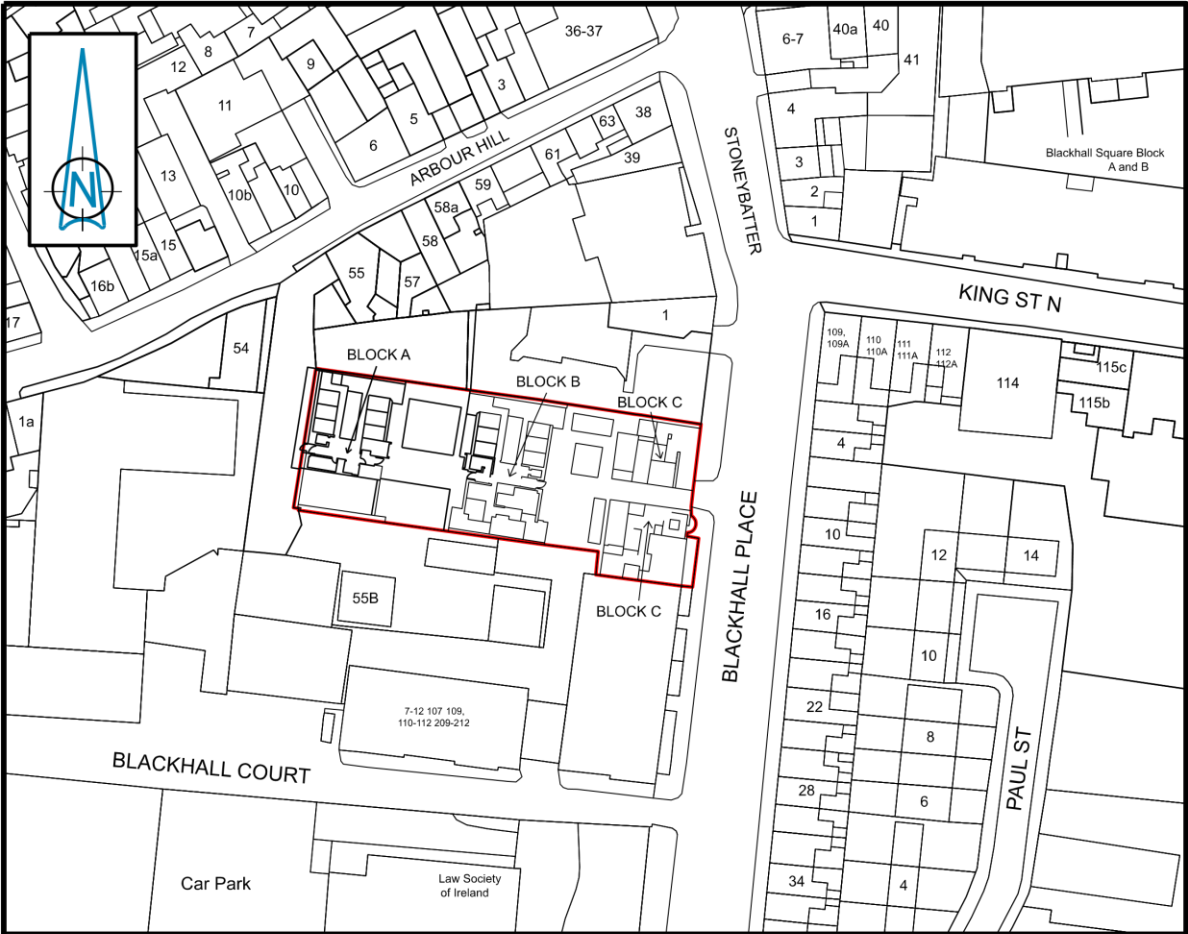 36-37
7
8
12
9
11
3
5
6
13
10b
10
15
15a
16b
17
ARBOUR HILL
38
63
61
39
59
58a
58
55
57
54
1a
1
STONEYBATTER
6-7
40a
40
41
4
3
2
1
Blackhall Square Block
A and B
KING ST N
109,
109A
110
110A
111
111A
112
112A
114
115c
115b
N
BLOCK A
BLOCK B
BLOCK C
BLOCK C
BLACKHALL PLACE
4
10
16
22
28
34
12
14
10
8
6
4
PAUL ST
55B
7-12 107 109,
110-112 209-212
BLACKHALL COURT
Car Park
Law Society
of Ireland